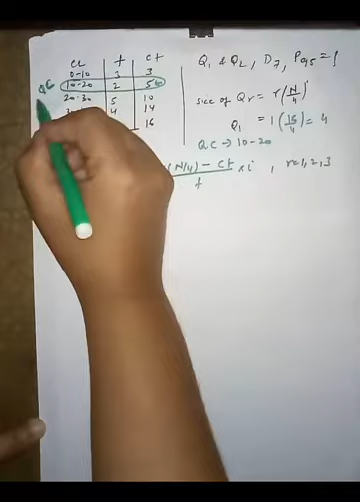 CI f Cf
0-10 3 3
QC 10-20 2 5
20-30 5 10
4 14
16
Q₁ & Q₂, D₇, P₉₅ = ?
size of Qr = r(N/4)
Q₁ = 1(16/4) = 4
QC → 10-20
(N/4) - Cf / f × i , r=1,2,3